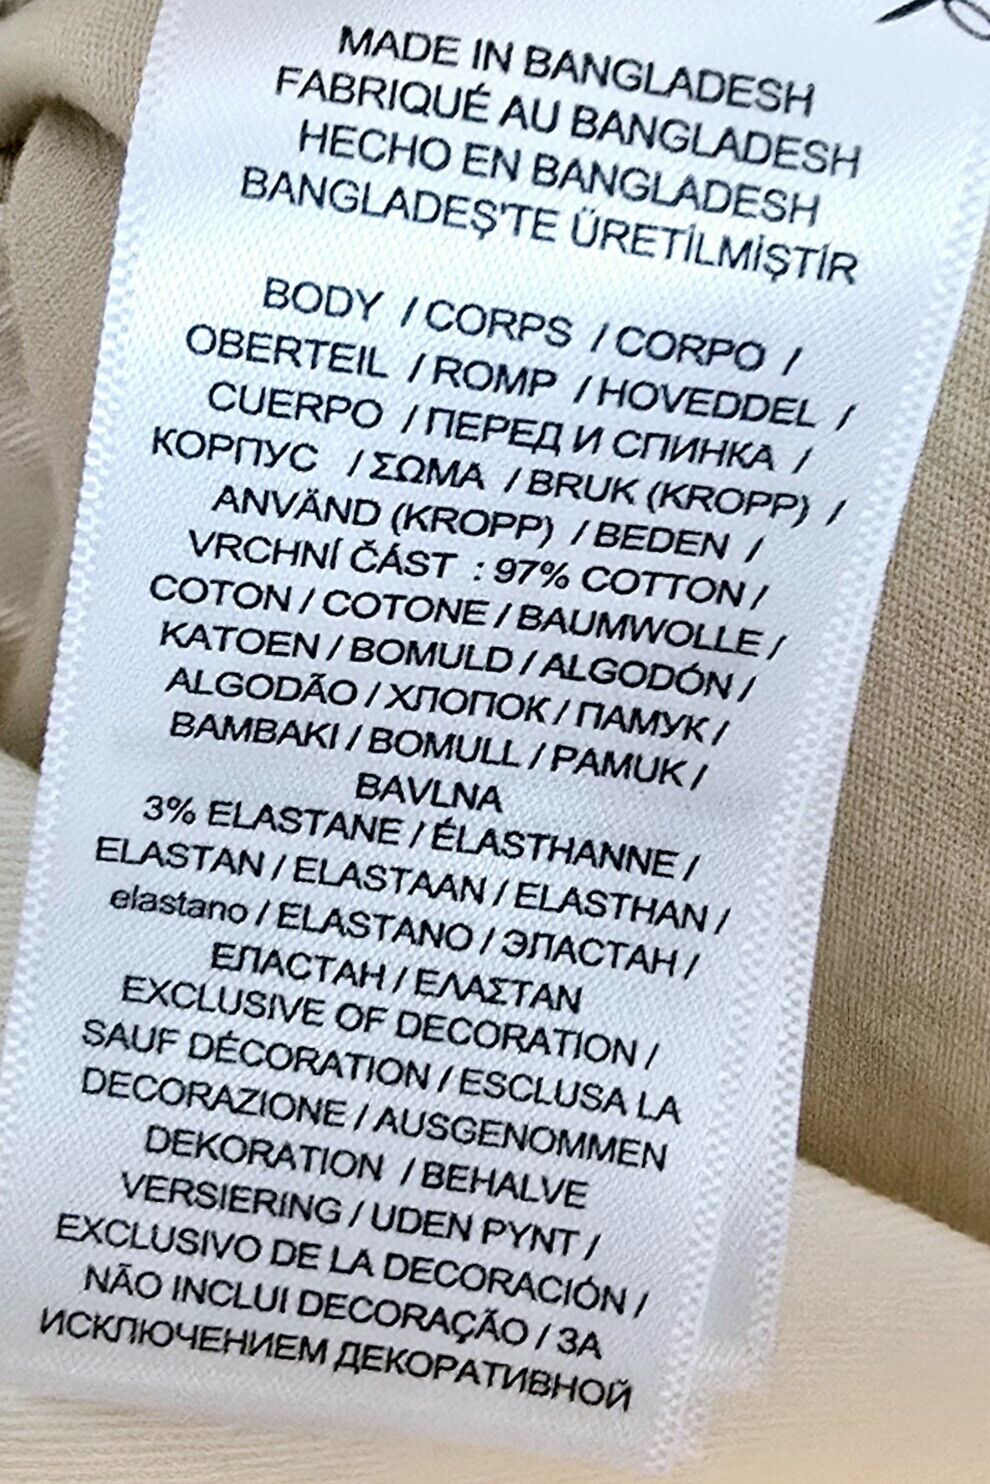 MADE IN BANGLADESH
FABRIQUÉ AU BANGLADESH
HECHO EN BANGLADESH
BANGLADEŞ'TE ÜRETİLMİŞTİR
BODY / CORPS / CORPO /
OBERTEIL / ROMP / HOVEDDEL /
CUERPO / ПЕРЕД И СПИНКА /
КОРПУС / ΣΩΜΑ / BRUK (KROPP) /
ANVÄND (KROPP) / BEDEN /
VRCHNÍ ČÁST : 97% COTTON /
COTON / COTONE / BAUMWOLLE /
KATOEN / BOMULD / ALGODÓN /
ALGODÃO / ХЛОПОК / ПАМУК /
BAMBAKI / BOMULL / PAMUK /
BAVLNA
3% ELASTANE / ÉLASTHANNE /
ELASTAN / ELASTAAN / ELASTHAN /
elastano / ELASTANO / ЭЛАСТАН /
ЕЛАСТАН / ΕΛΑΣΤΑΝ
EXCLUSIVE OF DECORATION /
SAUF DÉCORATION / ESCLUSA LA
DECORAZIONE / AUSGENOMMEN
DEKORATION / BEHALVE
VERSIERING / UDEN PYNT /
EXCLUSIVO DE LA DECORACIÓN /
NÃO INCLUI DECORAÇÃO / ЗА
ИСКЛЮЧЕНИЕМ ДЕКОРАТИВНОЙ